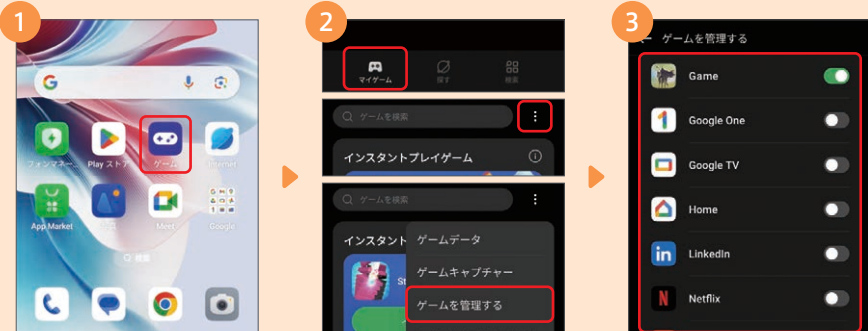 1
フォンマネー...
Play ストア
ゲーム
Internet
App Market
Meet
Google
検索
2
マイゲーム
探す
検索
ゲームを検索
インスタントプレイゲーム
ゲームを検索
インスタント
ゲームデータ
ゲームキャプチャー
St
ゲームを管理する
3
← ゲームを管理する
Game
Google One
Google TV
Home
LinkedIn
Netflix